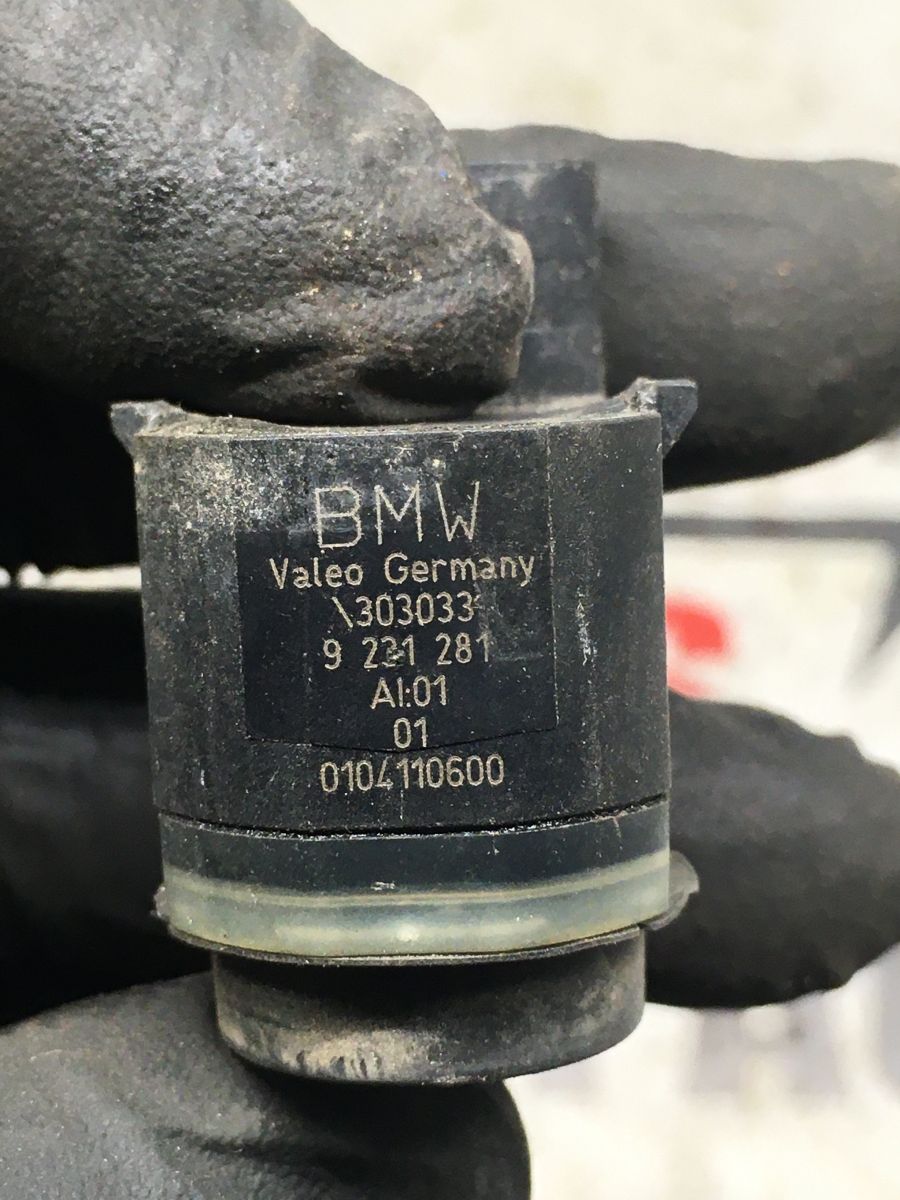 BMW
Valeo Germany
\303033
9 231 281
AI:01
01
0104110600